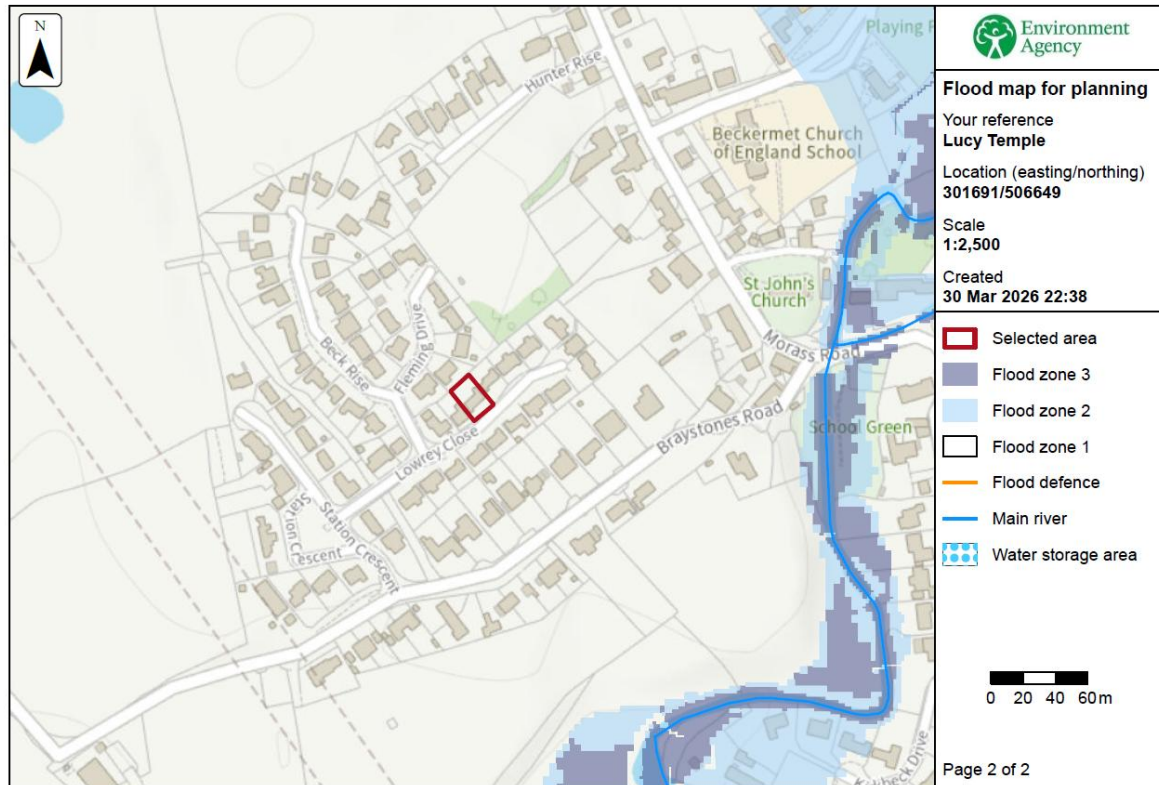 N
Playing F
Hunter Rise
Beckermet Church
of England School
St John's
Church
Morass Road
Fleming Drive
Beck Rise
School Green
Braystones Road
Lowrey Close
Station Crescent
Station
Crescent
Kirkbeck Drive
Environment
Agency
Flood map for planning
Your reference
Lucy Temple
Location (easting/northing)
301691/506649
Scale
1:2,500
Created
30 Mar 2026 22:38
Selected area
Flood zone 3
Flood zone 2
Flood zone 1
Flood defence
Main river
Water storage area
0 20 40 60m
Page 2 of 2